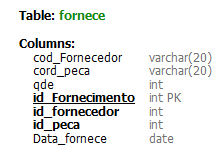 Table: fornece
Columns:
cod_Fornecedor varchar(20)
cord_peca varchar(20)
qde int
id_Fornecimento int PK
id_fornecedor int
id_peca int
Data_fornece date